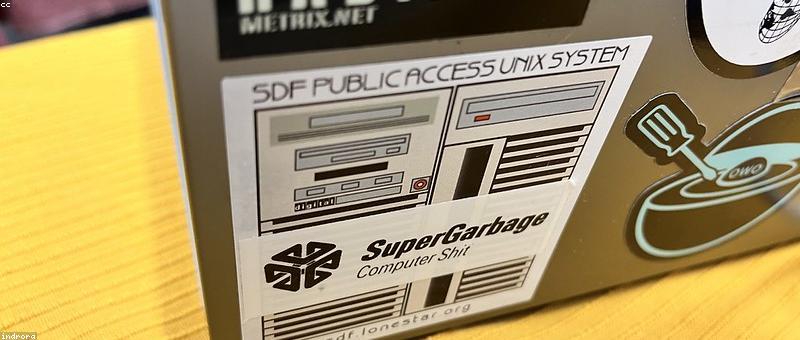 cc
METRIX.NET
SDF PUBLIC ACCESS UNIX SYSTEM
digital
SuperGarbage
Computer Shit
sdf.lonestar.org
OWO
indrora